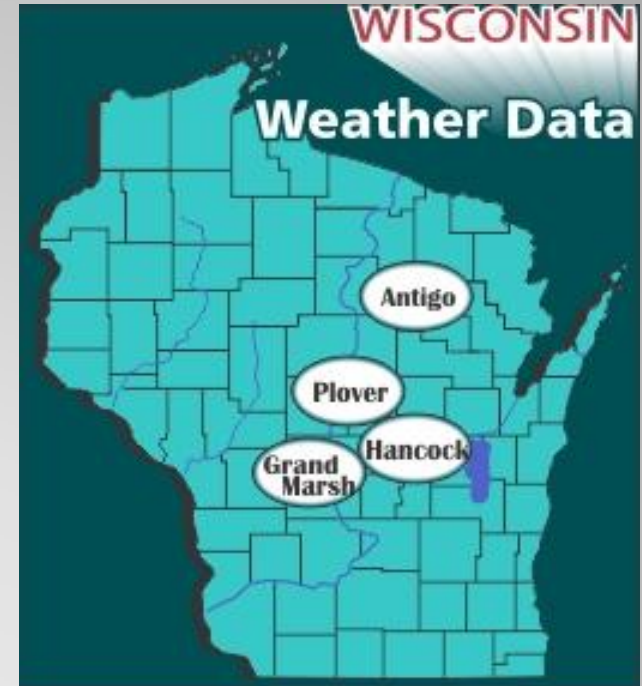 WISCONSIN
Weather Data
Antigo
Plover
Hancock
Grand
Marsh